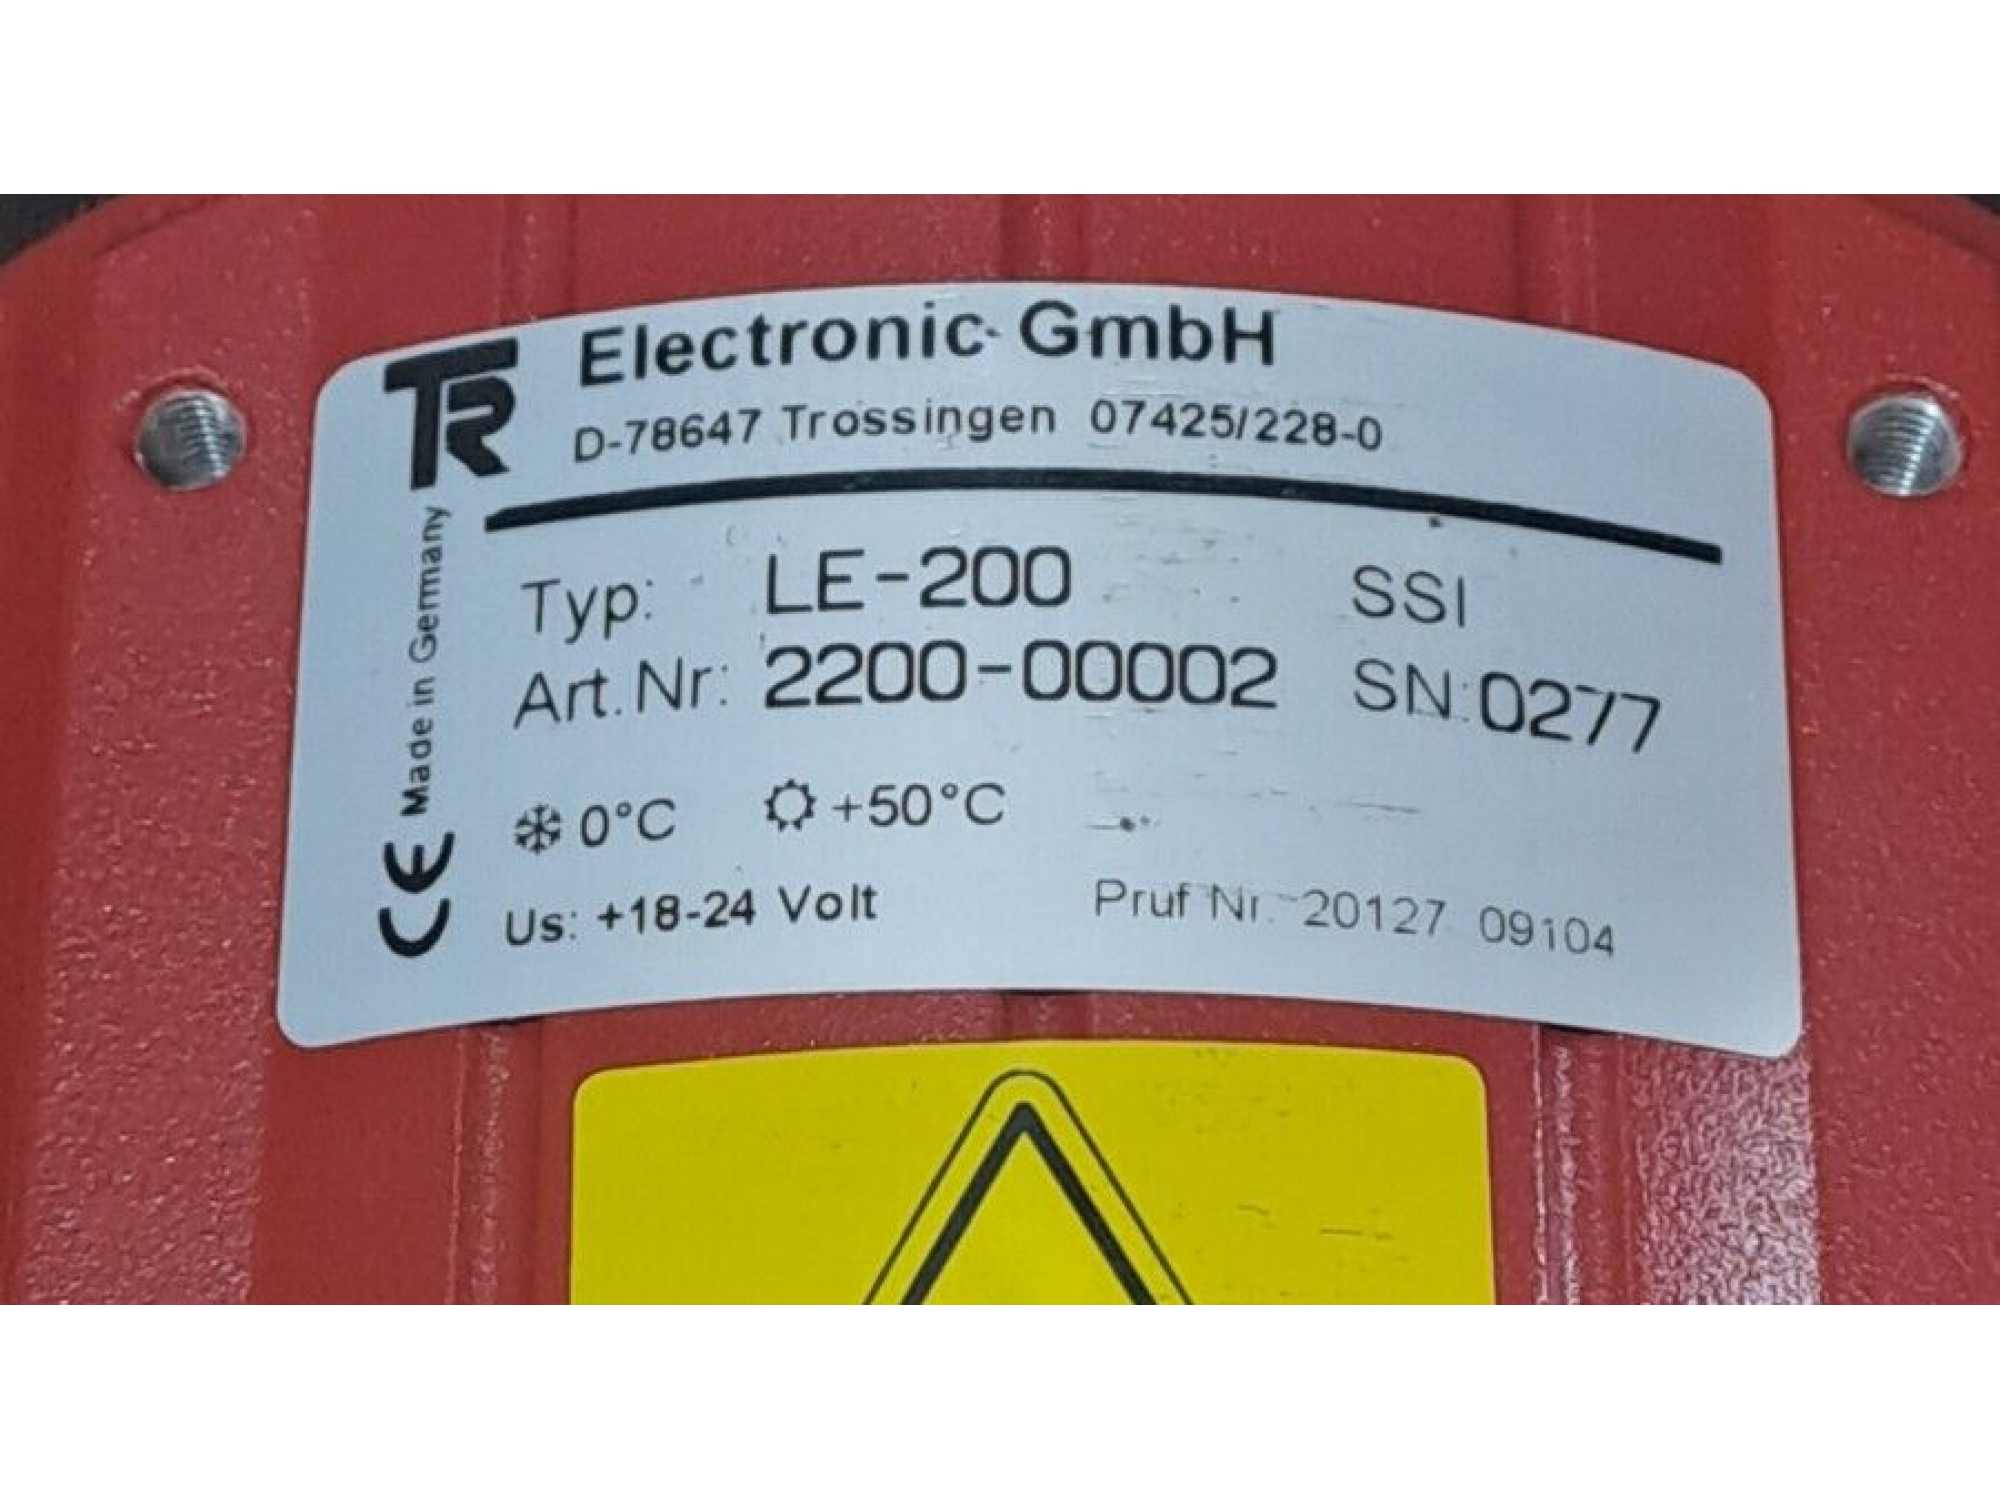 TR Electronic GmbH
D-78647 Trossingen 07425/228-0
Made in Germany
CE
Typ: LE-200 SSI
Art.Nr: 2200-00002 SN:0277
0°C +50°C
Us: +18-24 Volt Pruf Nr. 20127 09104